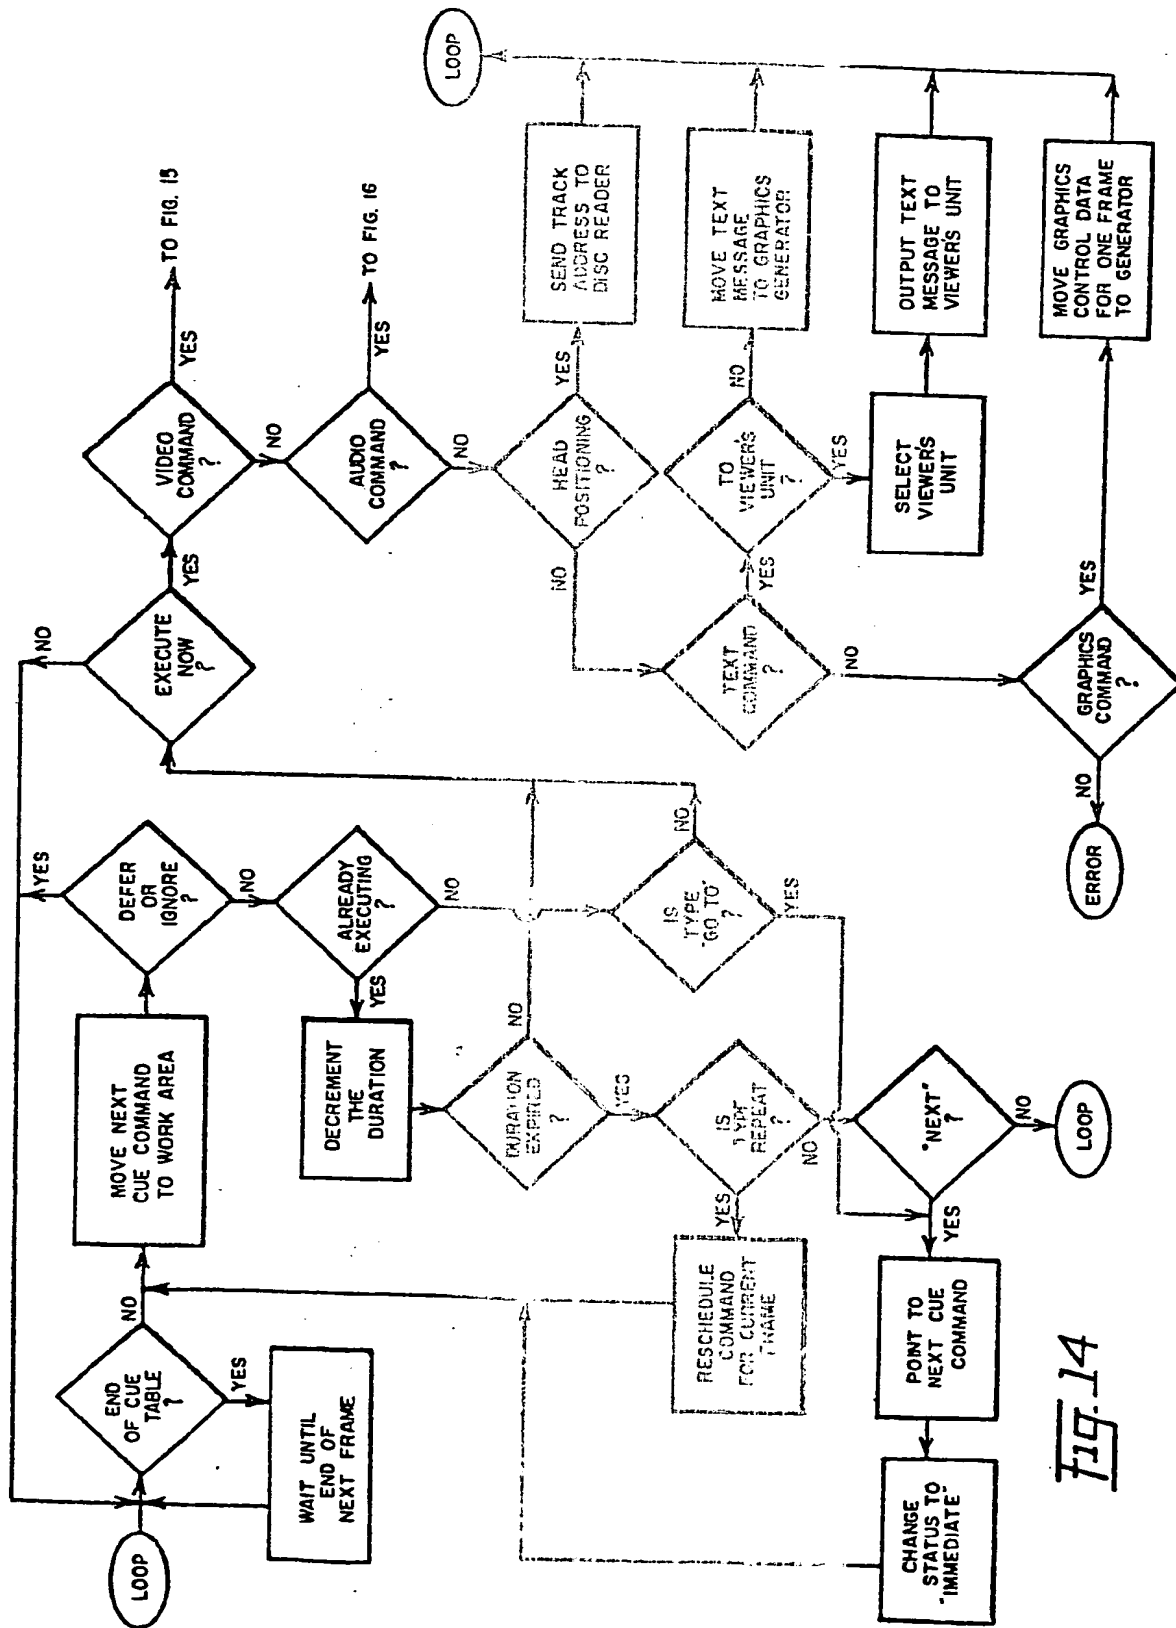 LOOP
END
OF CUE
TABLE
?
NO
YES
WAIT UNTIL
END OF
NEXT FRAME
MOVE NEXT
CUE COMMAND
TO WORK AREA
DEFER
OR
IGNORE
?
YES
NO
ALREADY
EXECUTING
?
NO
YES
DECREMENT
THE
DURATION
DURATION
EXPIRED
?
NO
YES
IS
TYPE
"GO TO"
?
NO
YES
IS
TYPE
REPEAT
?
YES
NO
RESCHEDULE
COMMAND
FOR CURRENT
FRAME
"NEXT"
?
NO
LOOP
YES
POINT TO
NEXT CUE
COMMAND
CHANGE
STATUS TO
"IMMEDIATE"
EXECUTE
NOW
?
NO
YES
VIDEO
COMMAND
?
YES
TO FIG. 15
NO
AUDIO
COMMAND
?
YES
TO FIG. 16
NO
HEAD
POSITIONING
?
YES
NO
SEND TRACK
ADDRESS TO
DISC READER
LOOP
TEXT
COMMAND
?
YES
NO
TO
VIEWER'S
UNIT
?
NO
YES
MOVE TEXT
MESSAGE
TO GRAPHICS
GENERATOR
SELECT
VIEWER'S
UNIT
OUTPUT TEXT
MESSAGE TO
VIEWER'S UNIT
GRAPHICS
COMMAND
?
YES
NO
ERROR
MOVE GRAPHICS
CONTROL DATA
FOR ONE FRAME
TO GENERATOR
Fig. 14